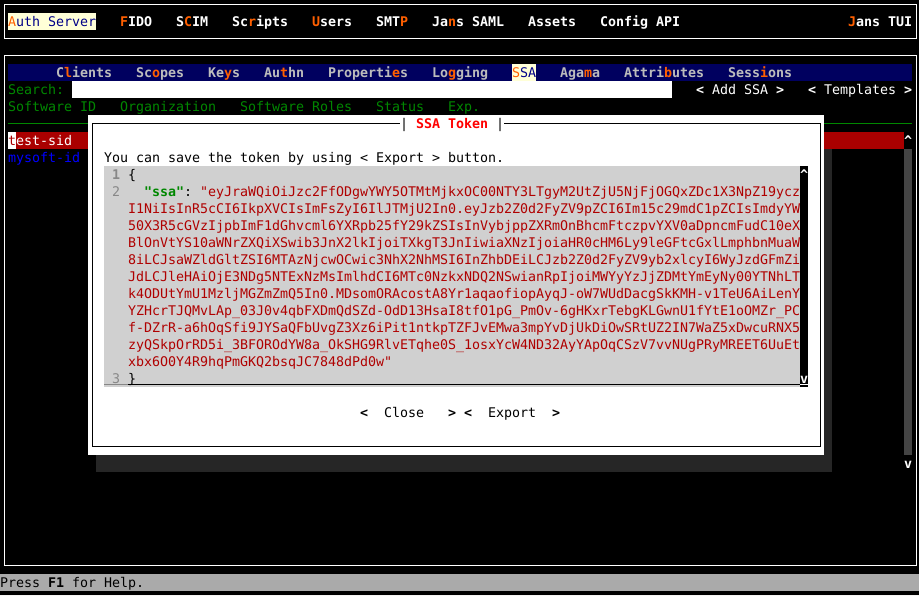 Auth Server FIDO SCIM Scripts Users SMTP Jans SAML Assets Config API Jans TUI
Clients Scopes Keys Authn Properties Logging SSA Agama Attributes Sessions
Search: < Add SSA > < Templates >
Software ID Organization Software Roles Status Exp.
| SSA Token |
test-sid
mysoft-id
You can save the token by using < Export > button.
1 {
2 "ssa": "eyJraWQiOiJzc2FfODgwYWY5OTMtMjkxOC00NTY3LTgyM2UtZjU5NjFjOGQxZDc1X3NpZ19ycz
I1NiIsInR5cCI6IkpXVCIsImFsZyI6IlJTMjU2In0.eyJzb2Z0d2FyZV9pZCI6Im15c29mdC1pZCIsImdyYW
50X3R5cGVzIjpbImF1dGhvcml6YXRpb25fY29kZSIsInVybjppZXRmOnBhcmFtczpvYXV0aDpncmFudC10eX
BlOnVtYS10aWNrZXQiXSwib3JnX2lkIjoiTXkgT3JnIiwiaXNzIjoiaHR0cHM6Ly9leGFtcGxlLmphbnMuaW
8iLCJsaWZldGltZSI6MTAzNjcwOCwic3NhX2NhMSI6InZhbDEiLCJzb2Z0d2FyZV9yb2xlcyI6WyJzdGFmZi
JdLCJleHAiOjE3NDg5NTExNzMsImlhdCI6MTc0NzkxNDQ2NSwianRpIjoiMWYyYzJjZDMtYmEyNy00YTNhLT
k4ODUtYmU1MzljMGZmZmQ5In0.MDsomORAcostA8Yr1aqaofiopAyqJ-oW7WUdDacgSkKMH-v1TeU6AiLenY
YZHcrTJQMvLAp_03J0v4qbFXDmQdSZd-OdD13HsaI8tfO1pG_PmOv-6gHKxrTebgKLGwnU1fYtE1oOMZr_PC
f-DZrR-a6hOqSfi9JYSaQFbUvgZ3Xz6iPit1ntkpTZFJvEMwa3mpYvDjUkDiOwSRtUZ2IN7WaZ5xDwcuRNX5
zyQSkpOrRD5i_3BFOROdYW8a_OkSHG9RlvETqhe0S_1osxYcW4ND32AyYApOqCSzV7vvNUgPRyMREET6UuEt
xbx6O0Y4R9hqPmGKQ2bsqJC7848dPd0w"
3 }
< Close > < Export >
Press F1 for Help.